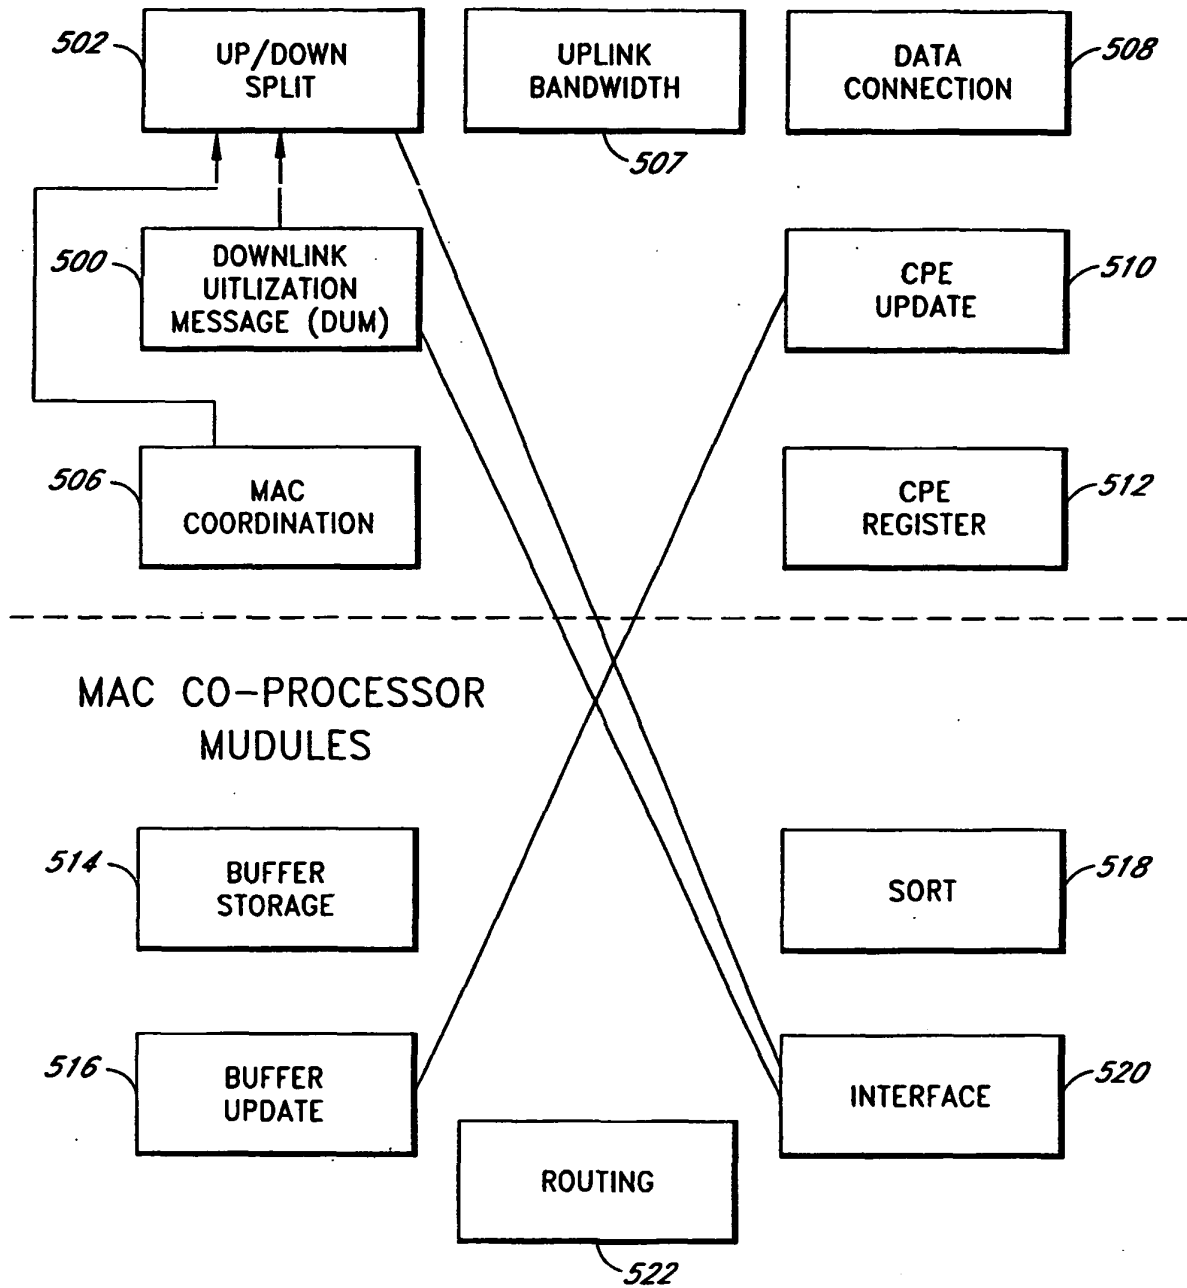 502
UP/DOWN
SPLIT
UPLINK
BANDWIDTH
507
DATA
CONNECTION
508
500
DOWNLINK
UITLIZATION
MESSAGE (DUM)
CPE
UPDATE
510
506
MAC
COORDINATION
CPE
REGISTER
512
MAC CO-PROCESSOR
MUDULES
514
BUFFER
STORAGE
SORT
518
516
BUFFER
UPDATE
INTERFACE
520
ROUTING
522